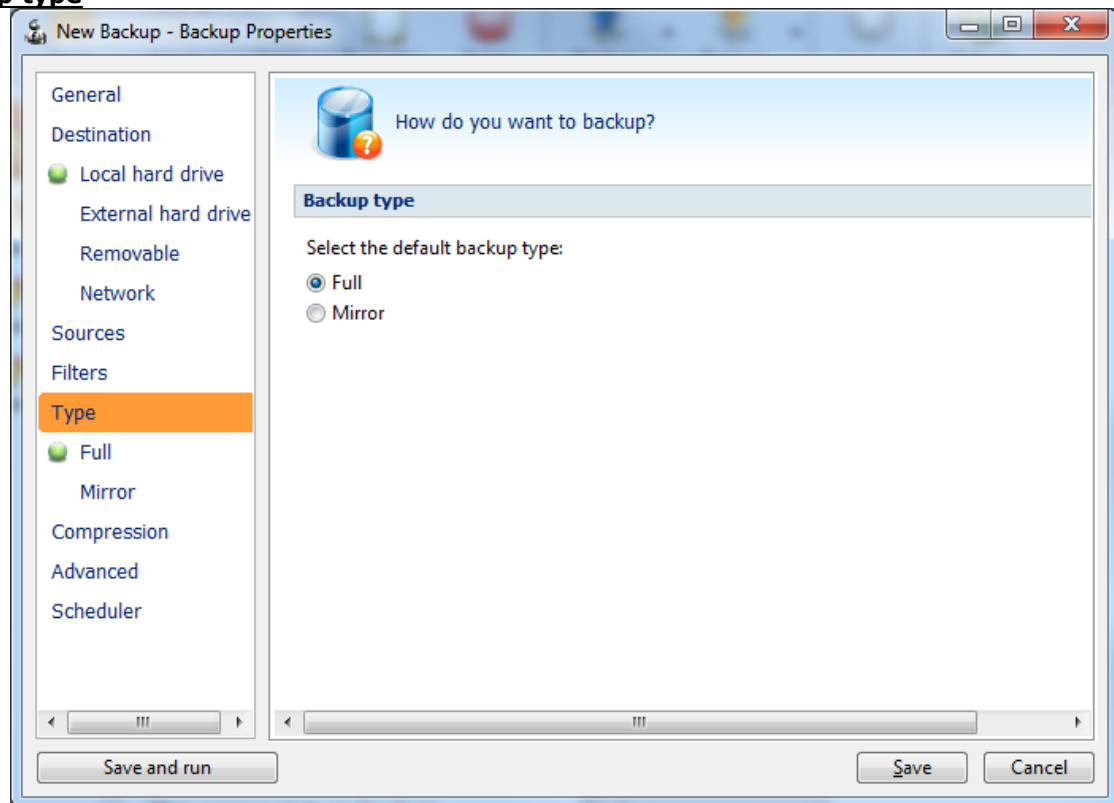 p type
New Backup - Backup Properties
General
Destination
Local hard drive
External hard drive
Removable
Network
Sources
Filters
Type
Full
Mirror
Compression
Advanced
Scheduler
How do you want to backup?
Backup type
Select the default backup type:
Full
Mirror
Save and run
Save
Cancel